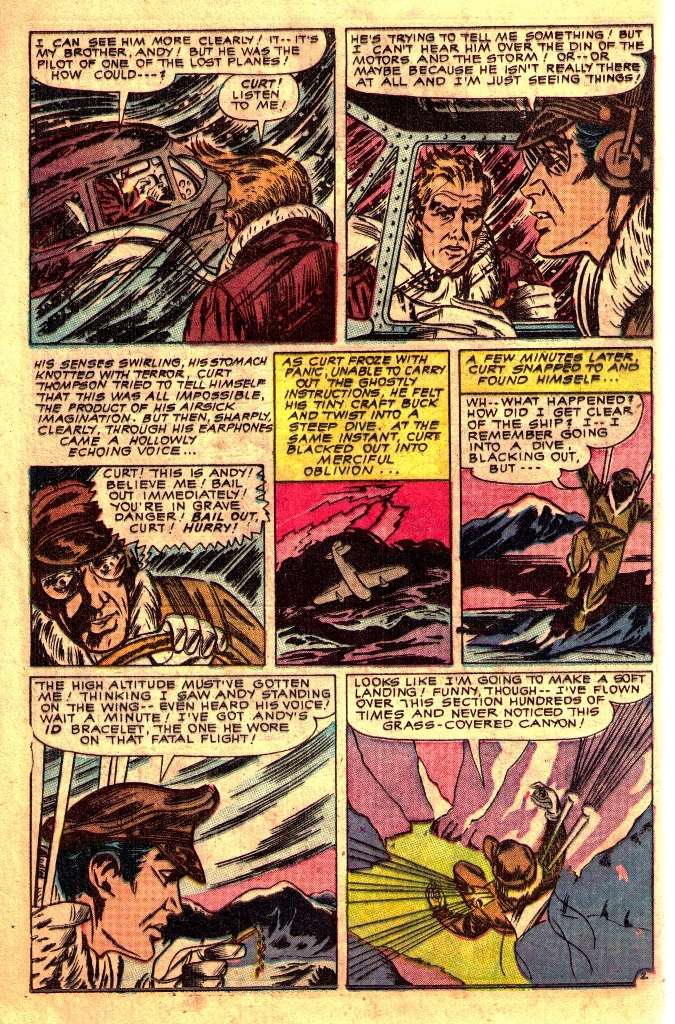 I CAN SEE HIM MORE CLEARLY! IT-- IT'S
MY BROTHER, ANDY! BUT HE WAS THE
PILOT OF ONE OF THE LOST PLANES!
HOW COULD----?
CURT!
LISTEN
TO ME!
HE'S TRYING TO TELL ME SOMETHING! BUT
I CAN'T HEAR HIM OVER THE DIN OF THE
MOTORS AND THE STORM! OR-- OR
MAYBE BECAUSE HE ISN'T REALLY THERE
AT ALL AND I'M JUST SEEING THINGS!
HIS SENSES SWIRLING, HIS STOMACH
KNOTTED WITH TERROR, CURT
THOMPSON TRIED TO TELL HIMSELF
THAT THIS WAS ALL IMPOSSIBLE,
THE PRODUCT OF HIS AIRSICK
IMAGINATION. BUT THEN, SHARPLY,
CLEARLY, THROUGH HIS EARPHONES
CAME A HOLLOWLY
ECHOING VOICE...
CURT! THIS IS ANDY!
BELIEVE ME! BAIL
OUT IMMEDIATELY!
YOU'RE IN GRAVE
DANGER! BAIL OUT,
CURT! HURRY!
AS CURT FROZE WITH
PANIC, UNABLE TO CARRY
OUT THE GHOSTLY
INSTRUCTIONS, HE FELT
HIS TINY CRAFT BUCK
AND TWIST INTO A
STEEP DIVE. AT THE
SAME INSTANT, CURT
BLACKED OUT INTO
MERCIFUL
OBLIVION...
A FEW MINUTES LATER,
CURT SNAPPED TO AND
FOUND HIMSELF...
WH-- WHAT HAPPENED?
HOW DID I GET CLEAR
OF THE SHIP? I-- I
REMEMBER GOING
INTO A DIVE
BLACKING OUT,
BUT ---
THE HIGH ALTITUDE MUST'VE GOTTEN
ME! THINKING I SAW ANDY STANDING
ON THE WING-- EVEN HEARD HIS VOICE!
WAIT A MINUTE! I'VE GOT ANDY'S
ID BRACELET, THE ONE HE WORE
ON THAT FATAL FLIGHT!
LOOKS LIKE I'M GOING TO MAKE A SOFT
LANDING! FUNNY, THOUGH-- I'VE FLOWN
OVER THIS SECTION HUNDREDS OF
TIMES AND NEVER NOTICED THIS
GRASS-COVERED CANYON!
2